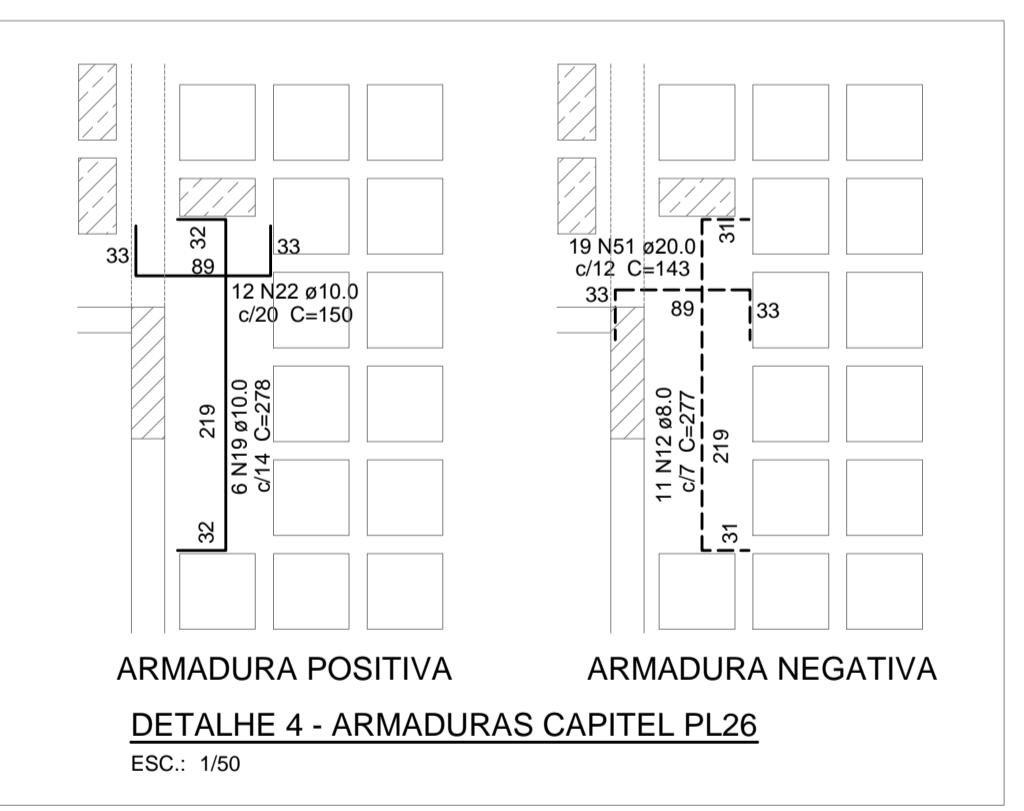 32
33
89
33
12 N22 ø10.0
c/20 C=150
219
6 N19 ø10.0
c/14 C=278
32
ARMADURA POSITIVA
31
19 N51 ø20.0
c/12 C=143
33
89
33
11 N12 ø8.0
c/7 C=277
219
31
ARMADURA NEGATIVA
DETALHE 4 - ARMADURAS CAPITEL PL26
ESC.: 1/50